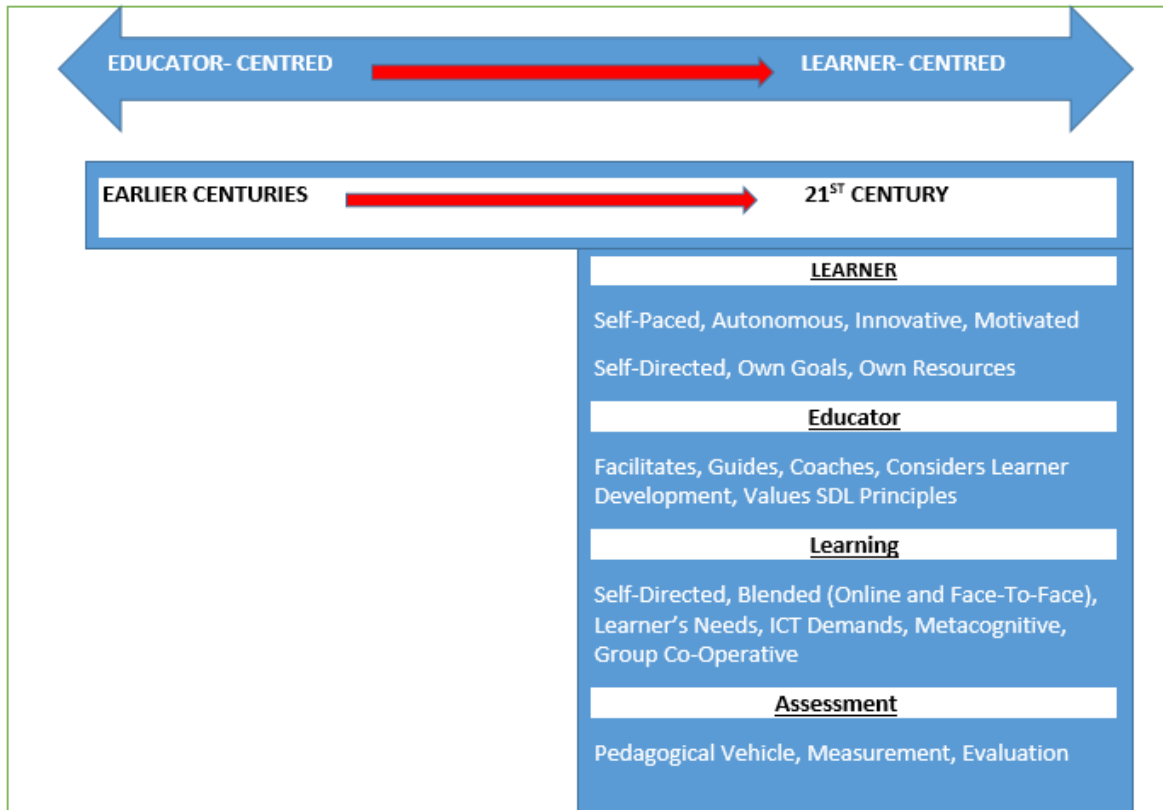 EDUCATOR- CENTRED LEARNER- CENTRED
EARLIER CENTURIES 21ST CENTURY
LEARNER
Self-Paced, Autonomous, Innovative, Motivated
Self-Directed, Own Goals, Own Resources
Educator
Facilitates, Guides, Coaches, Considers Learner
Development, Values SDL Principles
Learning
Self-Directed, Blended (Online and Face-To-Face),
Learner's Needs, ICT Demands, Metacognitive,
Group Co-Operative
Assessment
Pedagogical Vehicle, Measurement, Evaluation